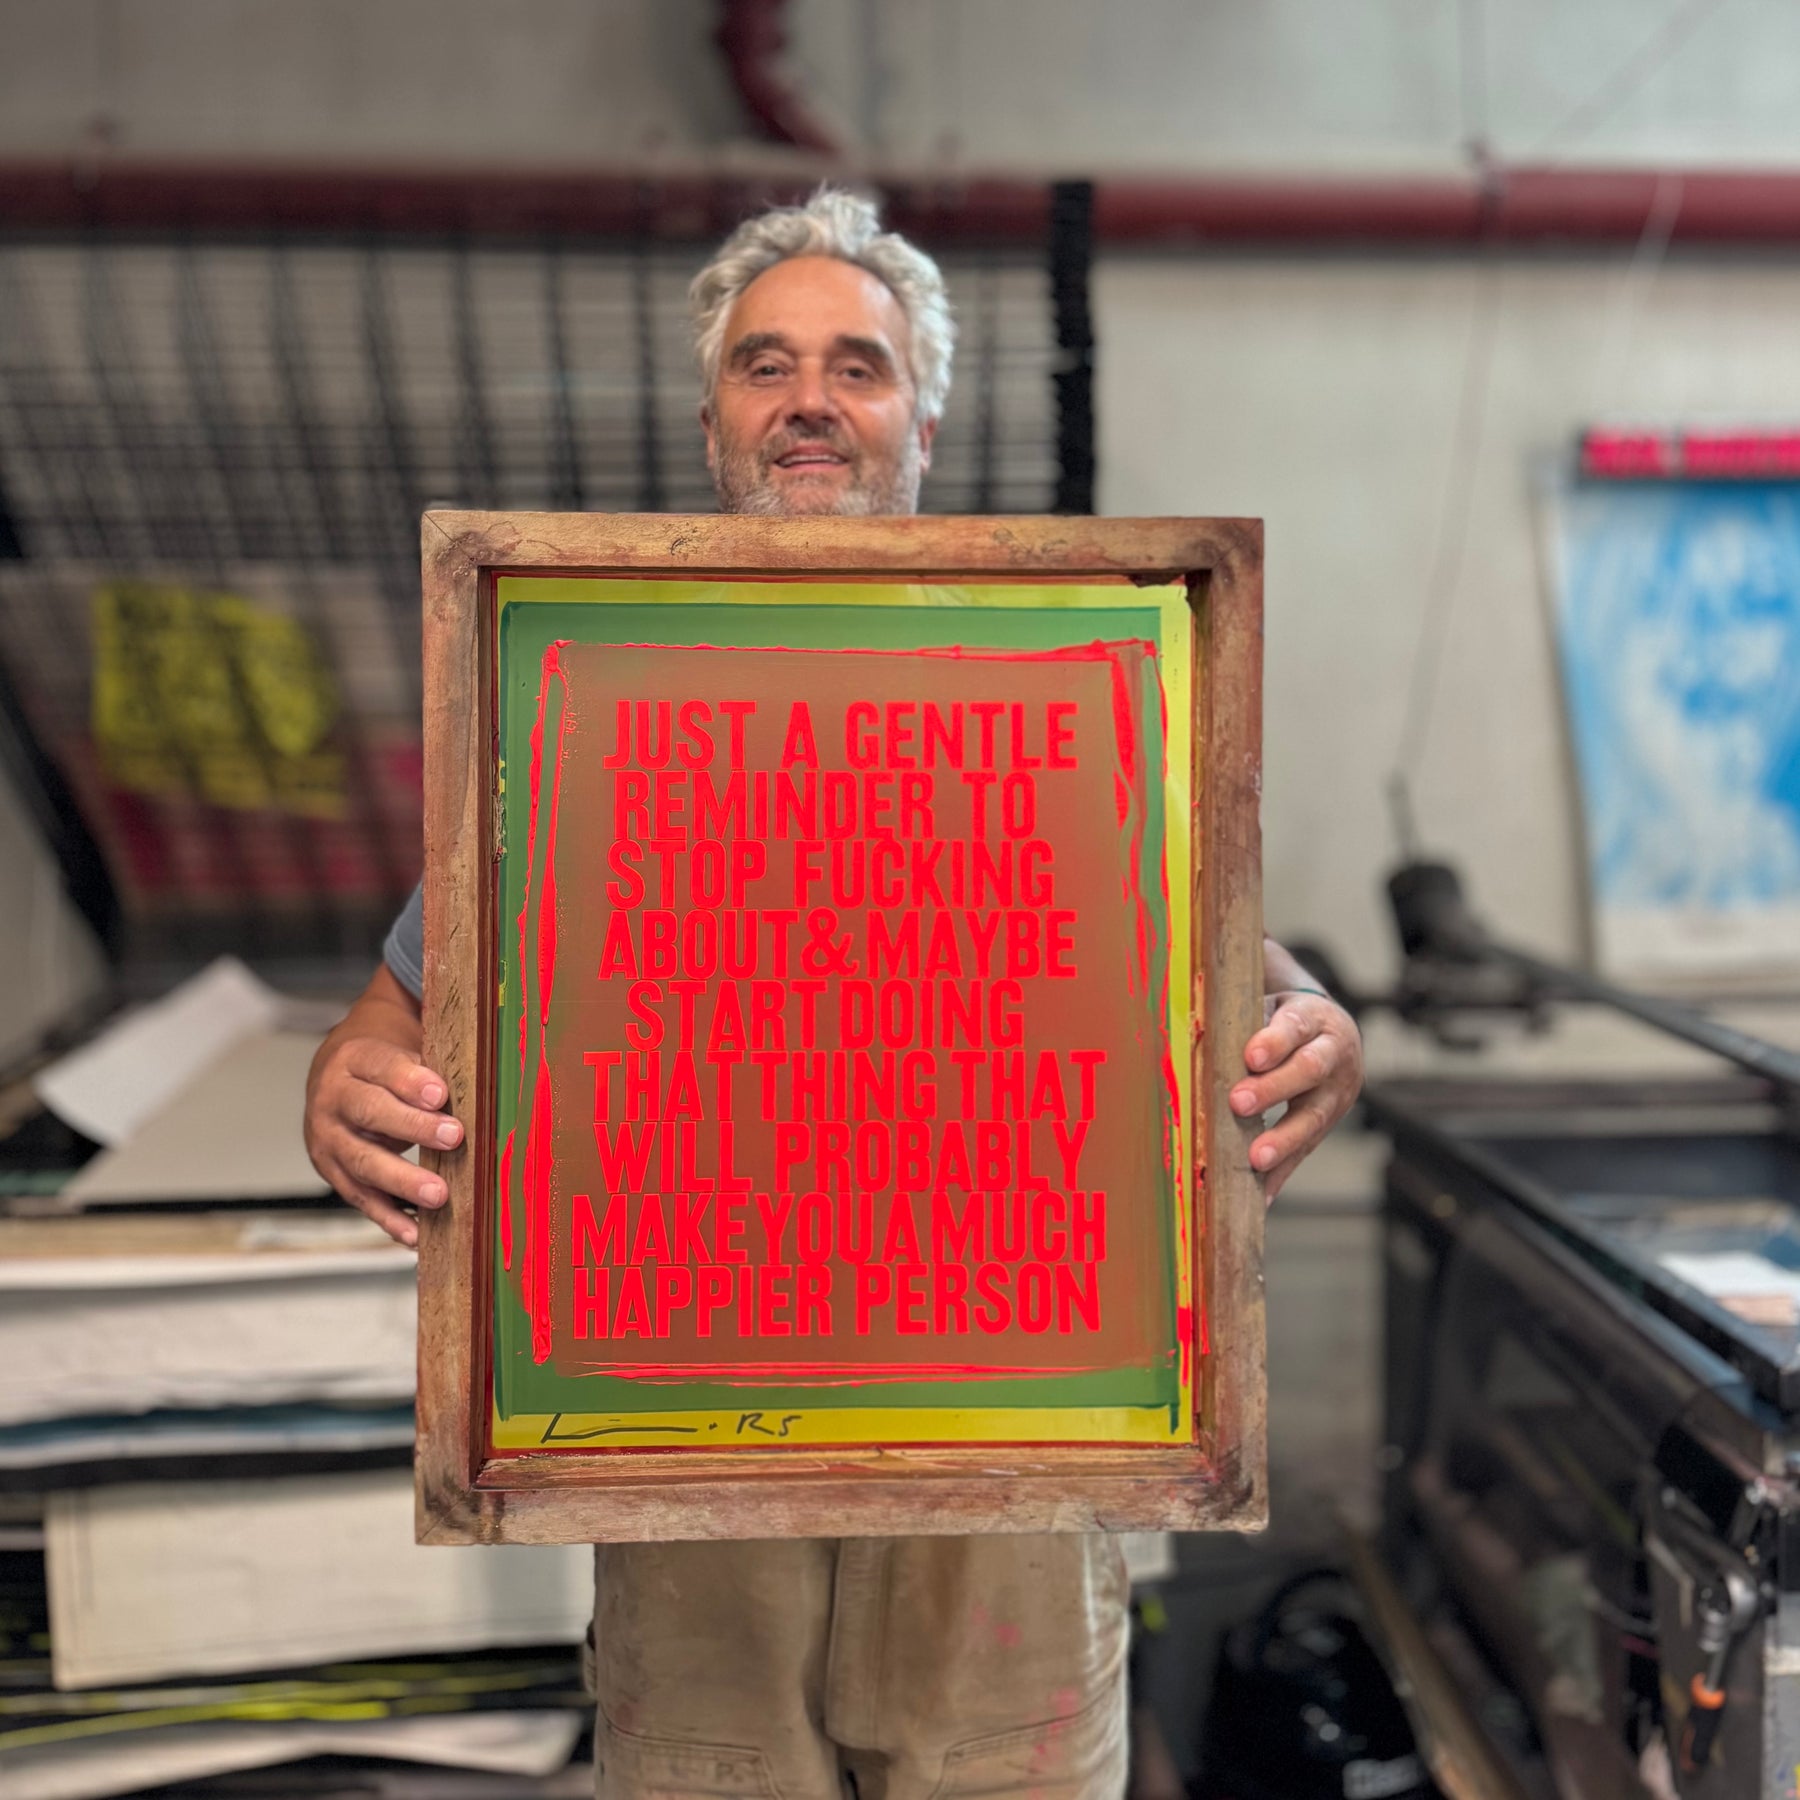 JUST A GENTLE
REMINDER TO
STOP FUCKING
ABOUT & MAYBE
START DOING
THAT THING THAT
WILL PROBABLY
MAKE YOU A MUCH
HAPPIER PERSON
R5